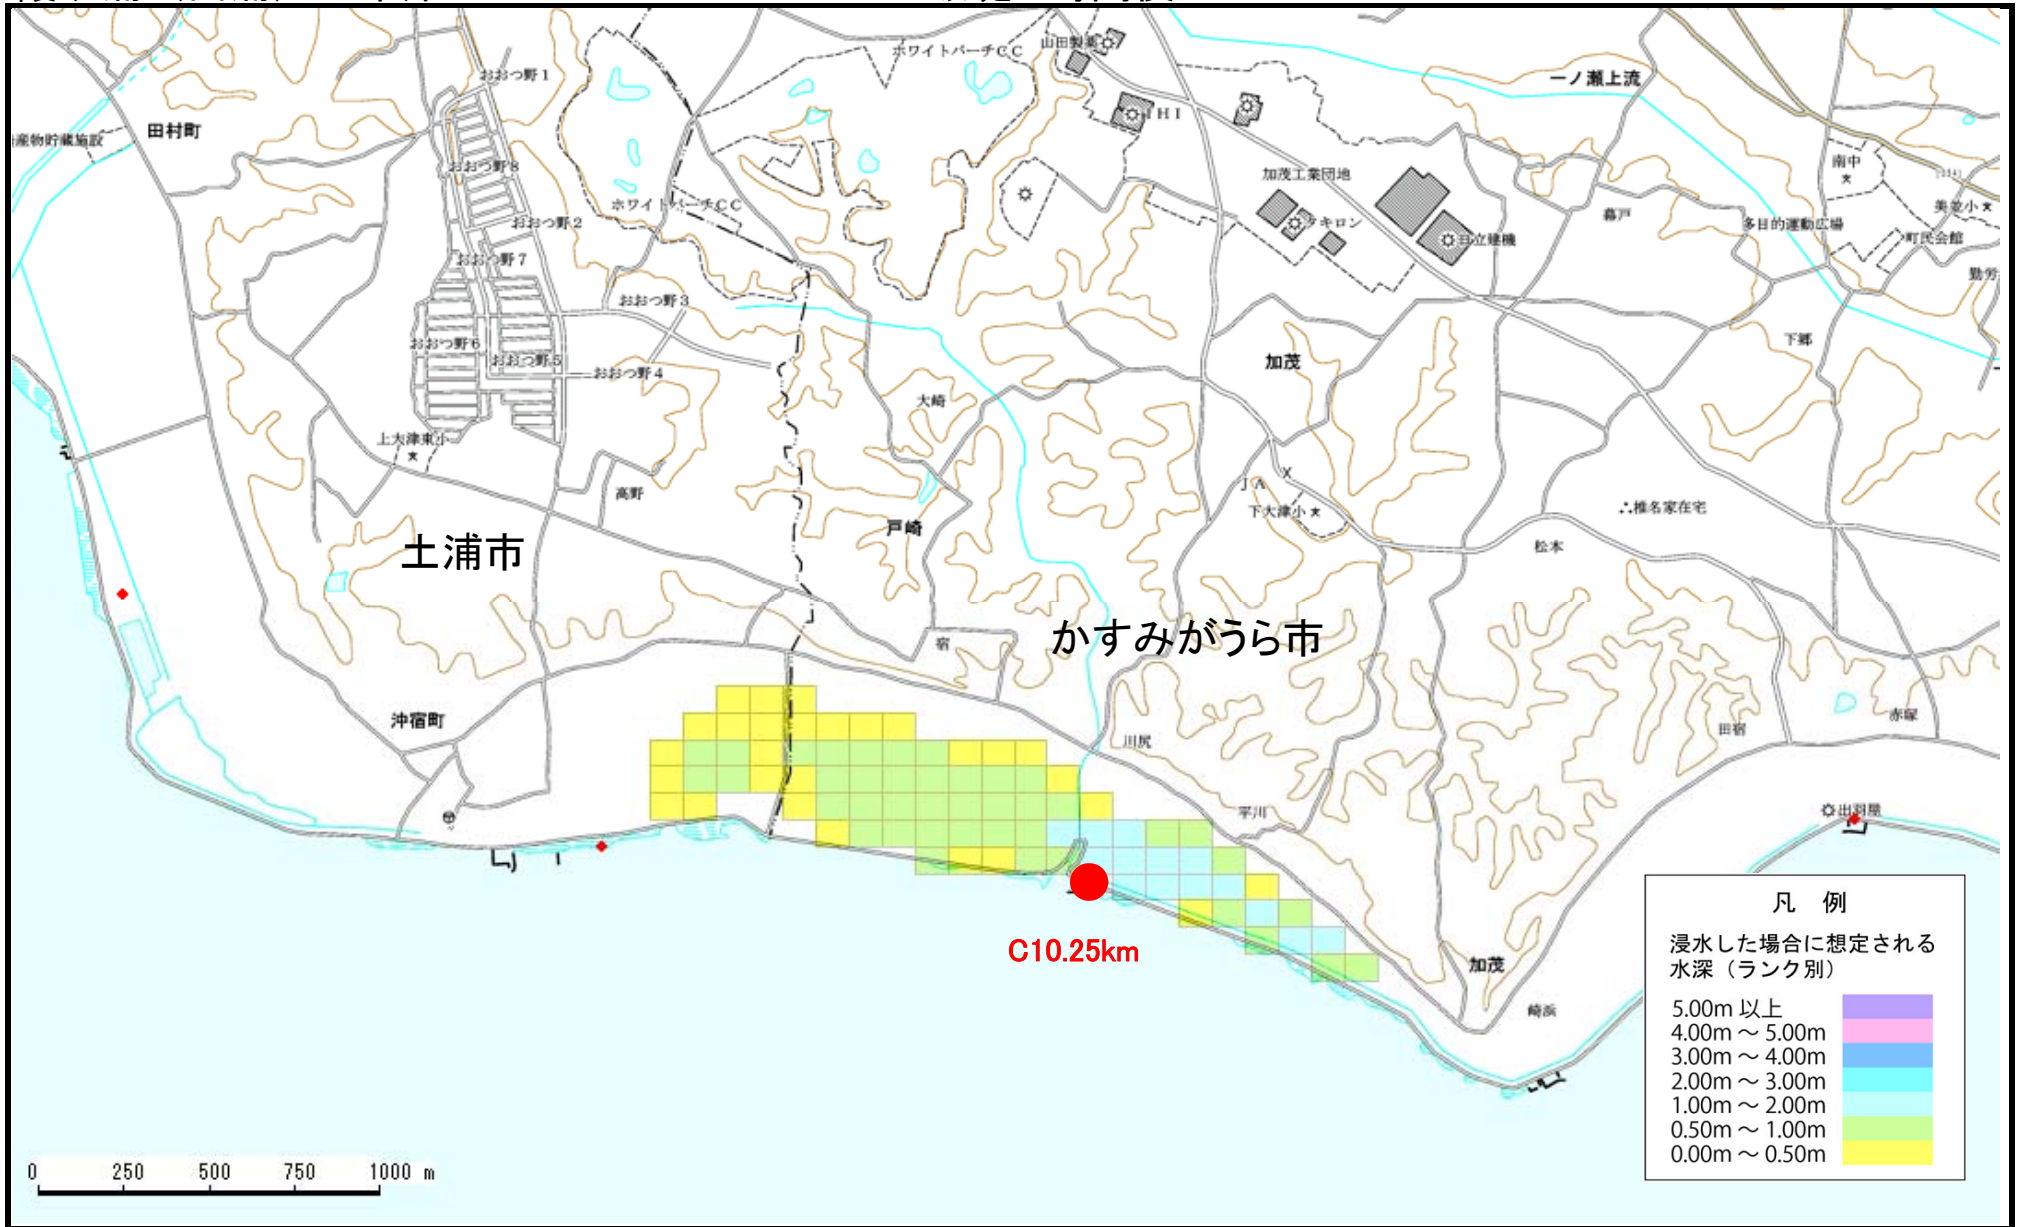 ホワイトバーチCC
山田製薬
おおつ野1
一ノ瀬上流
田村町
IHI
産物貯蔵施設
おおつ野8
加茂工業団地
南中
ホワイトバーチCC
おおつ野2
タキロン
幕戸
美並小
多目的運動広場
日立建機
町民会館
おおつ野7
勤労
おおつ野3
おおつ野6
おおつ野5
おおつ野4
加茂
下郷
大崎
上大津東小
高野
JA
下大津小
椎名家住宅
戸崎
土浦市
松本
宿
かすみがうら市
沖宿町
川尻
田宿
赤塚
平川
出羽屋
C10.25km
加茂
崎浜
凡 例
浸水した場合に想定される
水深（ランク別）
5.00m 以上
4.00m ～ 5.00m
3.00m ～ 4.00m
2.00m ～ 3.00m
1.00m ～ 2.00m
0.50m ～ 1.00m
0.00m ～ 0.50m
0 250 500 750 1000 m